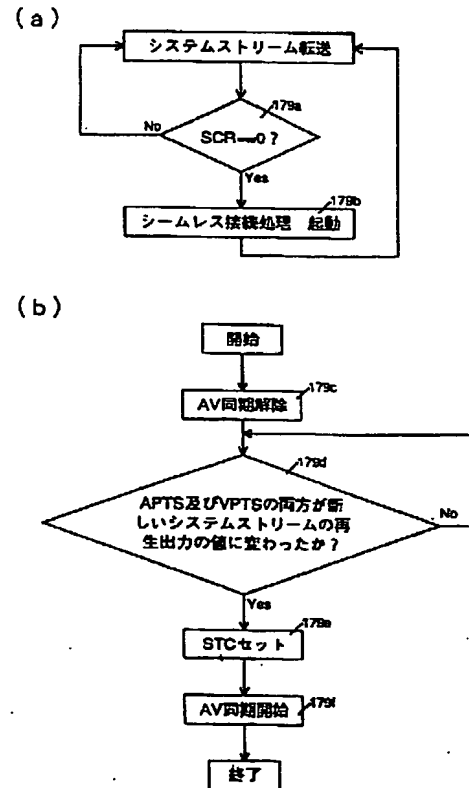 (a)
システムストリーム転送
179a
No
SCR=0?
Yes
179b
シームレス接続処理 起動
(b)
開始
179c
AV同期解除
179d
APTS及びVPTSの両方が新
しいシステムストリームの再
生出力の値に変わったか?
No
Yes
179e
STCセット
179f
AV同期開始
終了